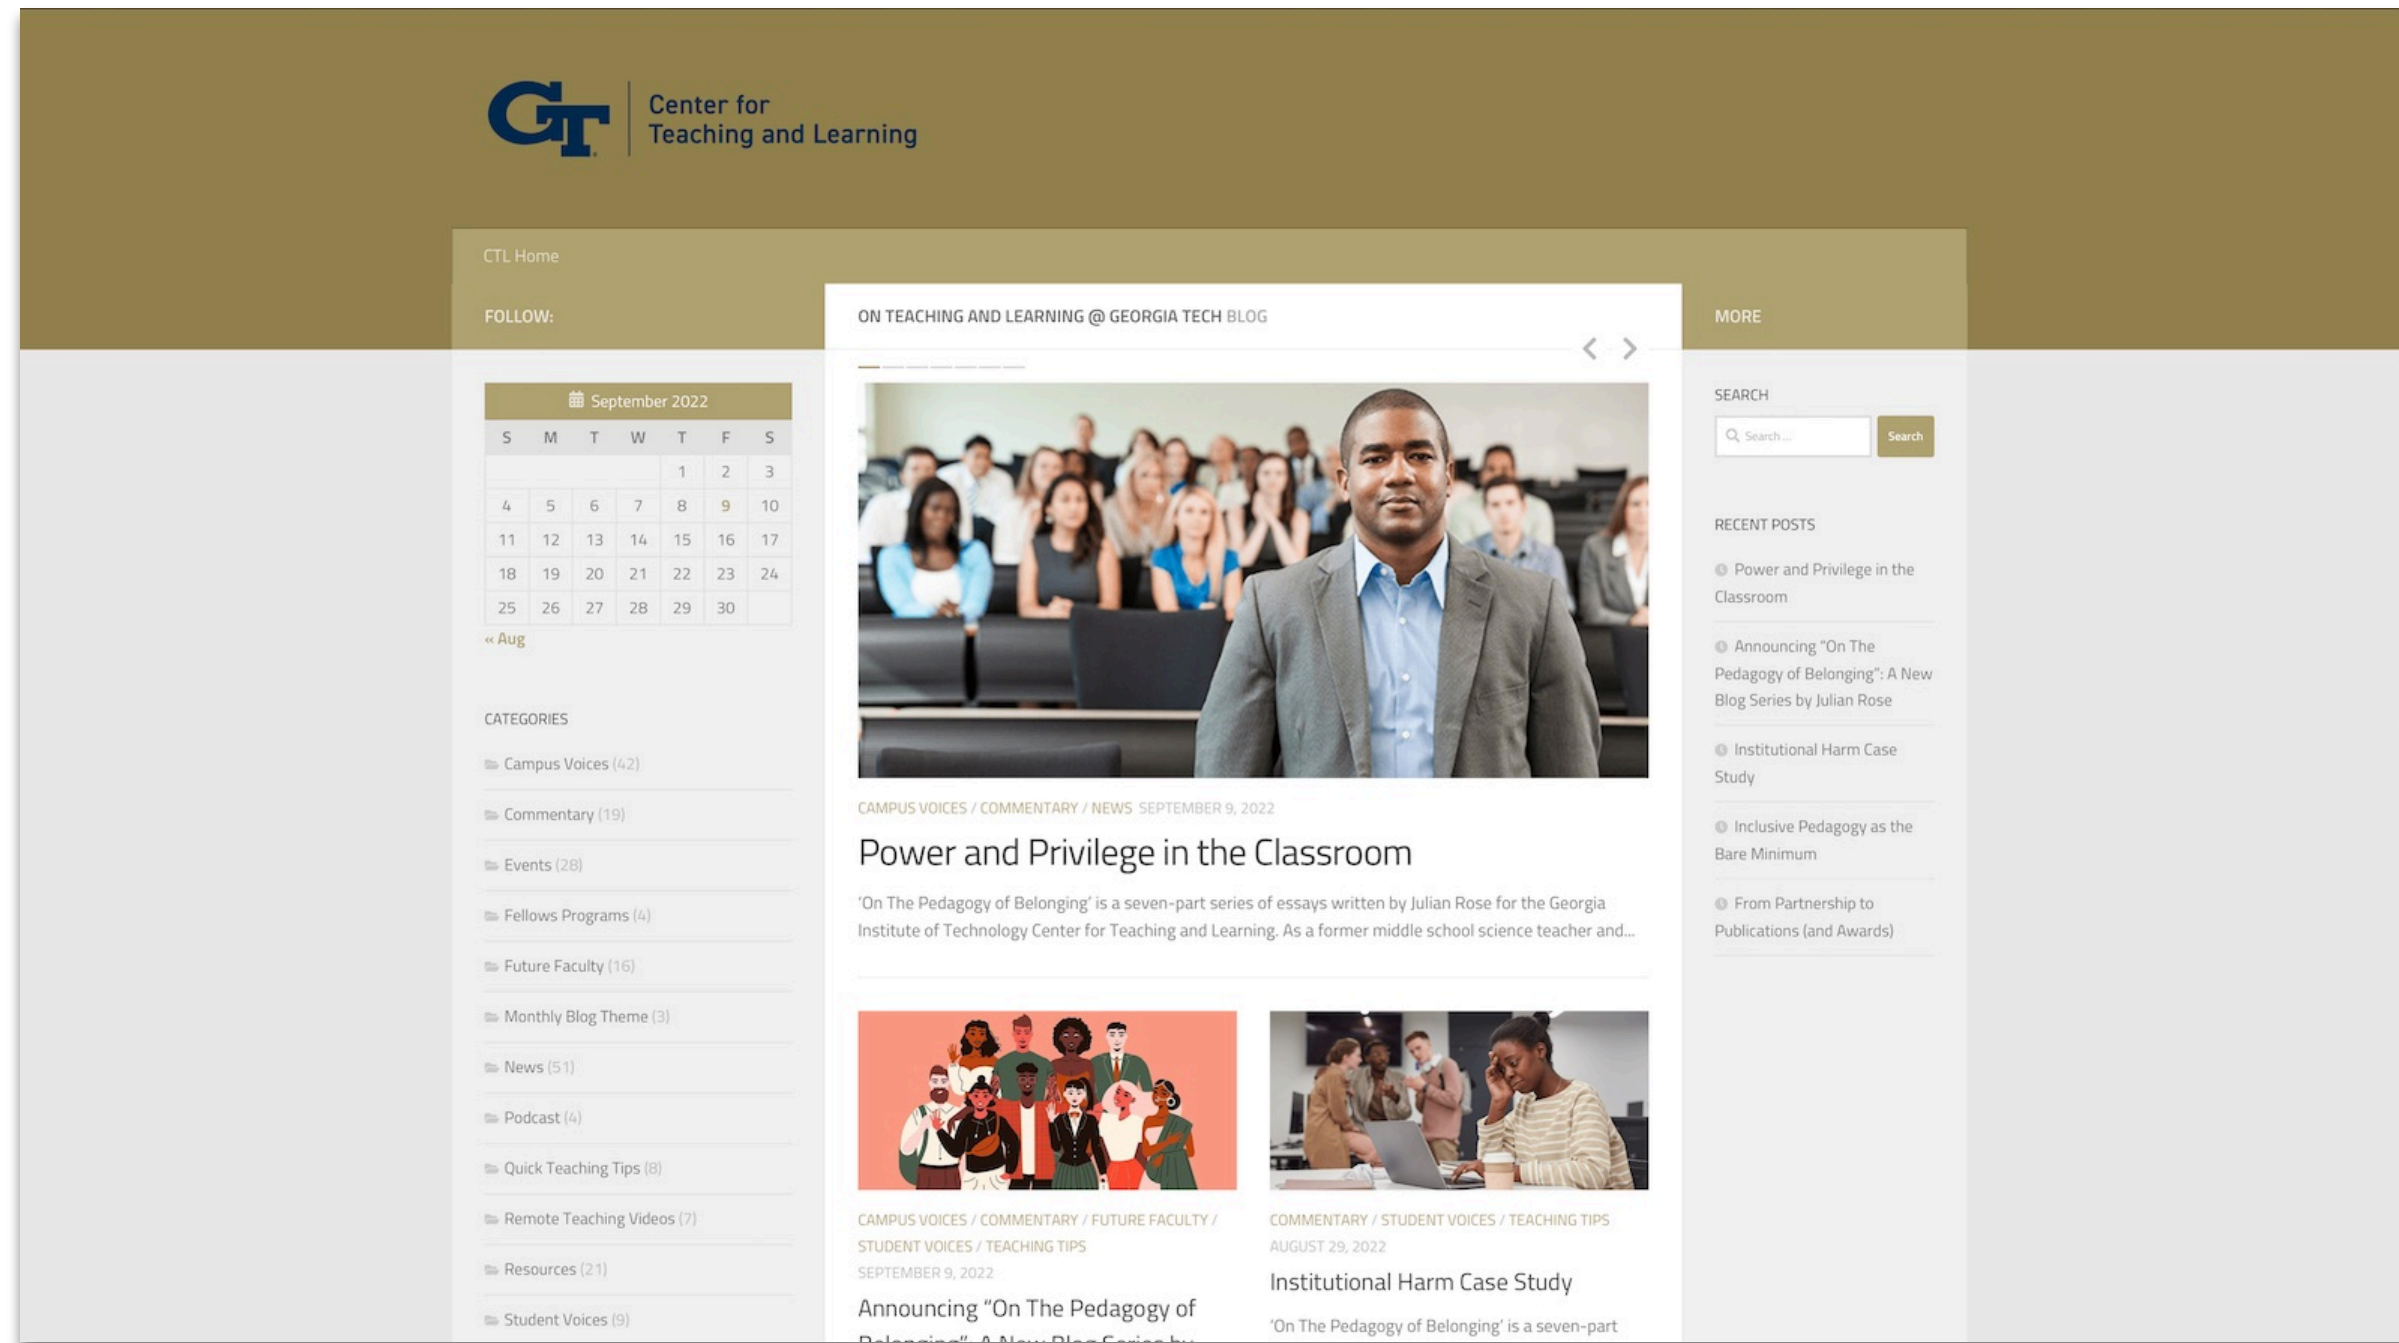 GT
Center for
Teaching and Learning
CTL Home
FOLLOW:
September 2022
S M T W T F S
1 2 3
4 5 6 7 8 9 10
11 12 13 14 15 16 17
18 19 20 21 22 23 24
25 26 27 28 29 30
« Aug
CATEGORIES
Campus Voices (42)
Commentary (19)
Events (28)
Fellows Programs (4)
Future Faculty (16)
Monthly Blog Theme (3)
News (51)
Podcast (4)
Quick Teaching Tips (8)
Remote Teaching Videos (7)
Resources (21)
Student Voices (9)
ON TEACHING AND LEARNING @ GEORGIA TECH BLOG
CAMPUS VOICES / COMMENTARY / NEWS SEPTEMBER 9, 2022
Power and Privilege in the Classroom
‘On The Pedagogy of Belonging’ is a seven-part series of essays written by Julian Rose for the Georgia
Institute of Technology Center for Teaching and Learning. As a former middle school science teacher and...
CAMPUS VOICES / COMMENTARY / FUTURE FACULTY /
STUDENT VOICES / TEACHING TIPS
SEPTEMBER 9, 2022
Announcing “On The Pedagogy of
Belonging”: A New Blog Series by
COMMENTARY / STUDENT VOICES / TEACHING TIPS
AUGUST 29, 2022
Institutional Harm Case Study
‘On The Pedagogy of Belonging’ is a seven-part
MORE
SEARCH
Search ...
Search
RECENT POSTS
Power and Privilege in the
Classroom
Announcing “On The
Pedagogy of Belonging”: A New
Blog Series by Julian Rose
Institutional Harm Case
Study
Inclusive Pedagogy as the
Bare Minimum
From Partnership to
Publications (and Awards)